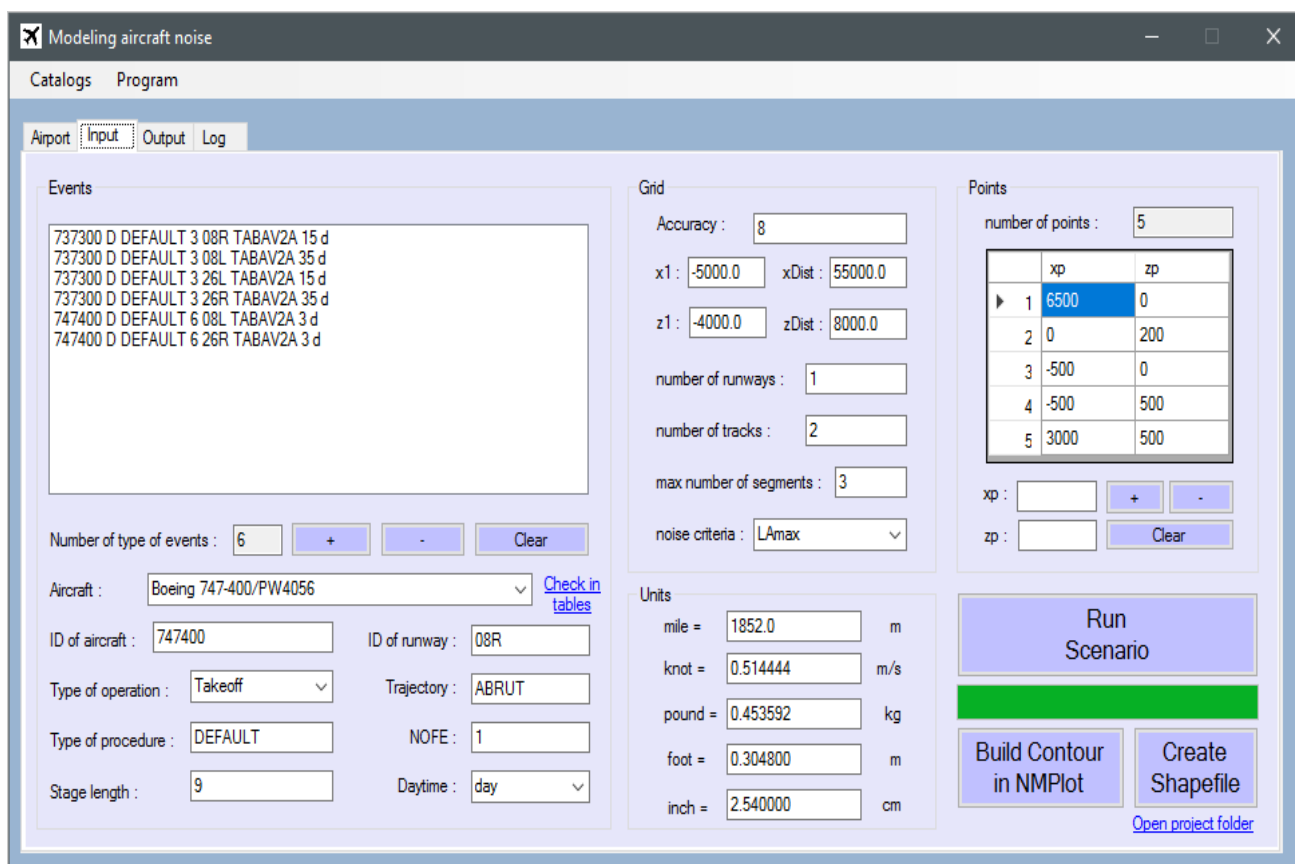 Modeling aircraft noise
Catalogs Program
Airport Input Output Log
Events
737300 D DEFAULT 3 08R TABAV2A 15 d
737300 D DEFAULT 3 08L TABAV2A 35 d
737300 D DEFAULT 3 26L TABAV2A 15 d
737300 D DEFAULT 3 26R TABAV2A 35 d
747400 D DEFAULT 6 08L TABAV2A 3 d
747400 D DEFAULT 6 26R TABAV2A 3 d
Number of type of events : 6 + - Clear
Aircraft : Boeing 747-400/PW4056 Check in
tables
ID of aircraft : 747400 ID of runway : 08R
Type of operation : Takeoff Trajectory : ABRUT
Type of procedure : DEFAULT NOFE : 1
Stage length : 9 Daytime : day
Grid
Accuracy : 8
x1 : -5000.0 xDist : 55000.0
z1 : -4000.0 zDist : 8000.0
number of runways : 1
number of tracks : 2
max number of segments : 3
noise criteria : LAmax
Units
mile = 1852.0 m
knot = 0.514444 m/s
pound = 0.453592 kg
foot = 0.304800 m
inch = 2.540000 cm
Points
number of points : 5
xp zp
1 6500 0
2 0 200
3 -500 0
4 -500 500
5 3000 500
xp : + -
zp : Clear
Run
Scenario
Build Contour
in NMPlot
Create
Shapefile
Open project folder